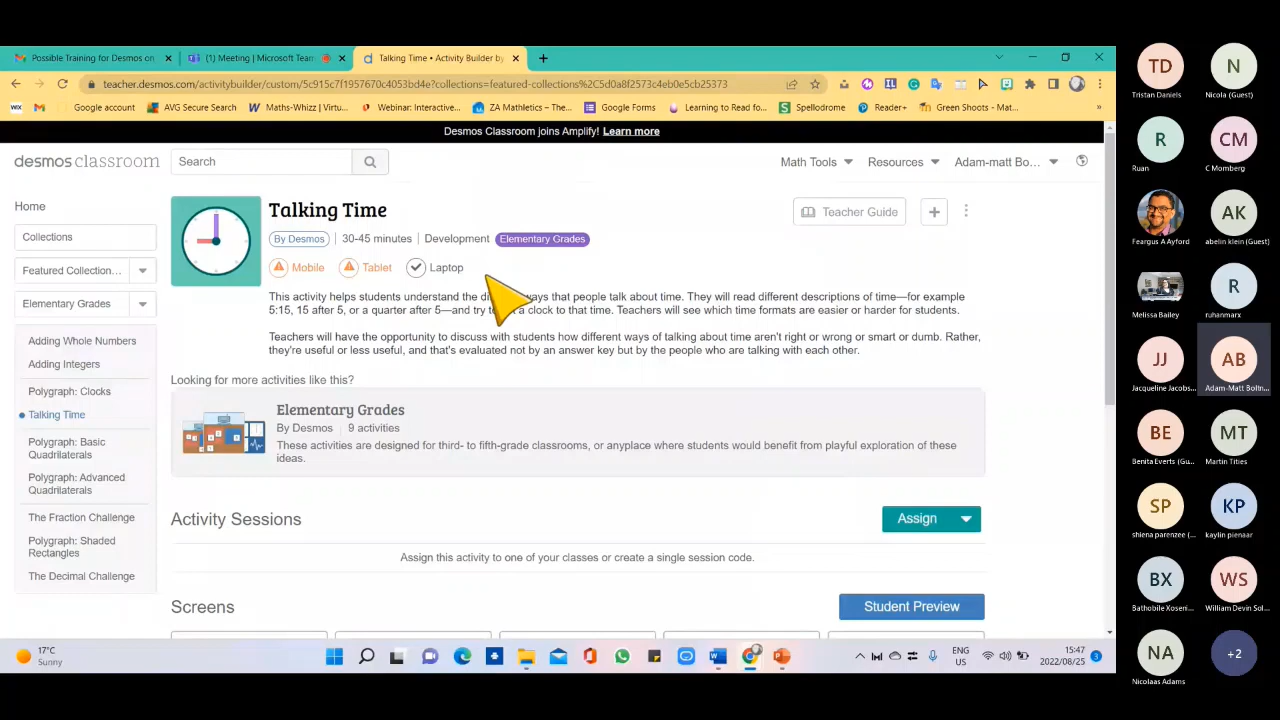 Possible Training for Desmos on
(1) Meeting | Microsoft Team
Talking Time • Activity Builder by
teacher.desmos.com/activitybuilder/custom/5c915f7f1957670c4053bd4e?collections=featured-collections%2C5d0a8f2573c4eb0e5cb25373
Google account
AVG Secure Search
Maths-Whizz | Virtu...
Webinar: Interactive...
ZA Mathletics – The...
Google Forms
Learning to Read fo...
Spellodrome
Reader+
Green Shoots – Mat...
Desmos Classroom joins Amplify! Learn more
desmos classroom
Search
Math Tools
Resources
Adam-matt Bo...
Home
Collections
Featured Collection...
Elementary Grades
Adding Whole Numbers
Adding Integers
Polygraph: Clocks
Talking Time
Polygraph: Basic
Quadrilaterals
Polygraph: Advanced
Quadrilaterals
The Fraction Challenge
Polygraph: Shaded
Rectangles
The Decimal Challenge
Talking Time
Teacher Guide
By Desmos
30-45 minutes
Development
Elementary Grades
Mobile
Tablet
Laptop
This activity helps students understand the ways that people talk about time. They will read different descriptions of time—for example
5:15, 15 after 5, or a quarter after 5—and try a clock to that time. Teachers will see which time formats are easier or harder for students.
Teachers will have the opportunity to discuss with students how different ways of talking about time aren't right or wrong or smart or dumb. Rather,
they're useful or less useful, and that's evaluated not by an answer key but by the people who are talking with each other.
Looking for more activities like this?
Elementary Grades
By Desmos
9 activities
These activities are designed for third- to fifth-grade classrooms, or anyplace where students would benefit from playful exploration of these
ideas.
Activity Sessions
Assign
Assign this activity to one of your classes or create a single session code.
Screens
Student Preview
17°C
Sunny
ENG
US
15:47
2022/08/25
3
TD
Tristan Daniels
N
Nicola (Guest)
R
Ruan
CM
C Momberg
Feargus A Ayford
AK
abelin klein (Guest)
Melissa Bailey
R
ruhanmarx
JJ
Jacqueline Jacobs...
AB
Adam-Matt Boltn...
BE
Benita Everts (Gu...
MT
Martin Tities
SP
shiena parenzee (...
KP
kaylin pienaar
BX
Bathobile Xoseri...
WS
William Devin Sol...
NA
Nicolaas Adams
+2